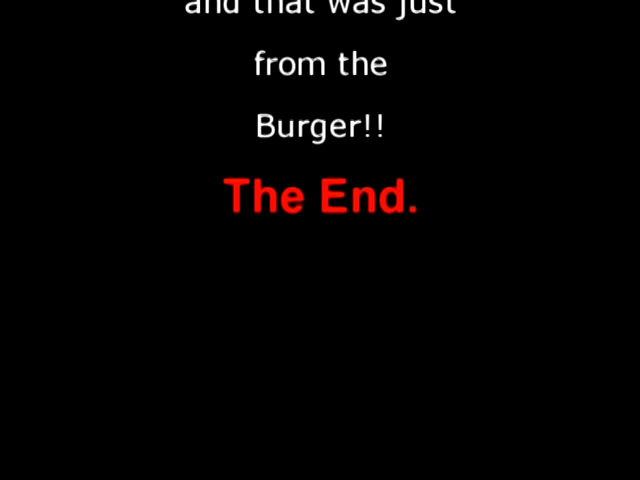 and that was just
from the
Burger!!
The End.